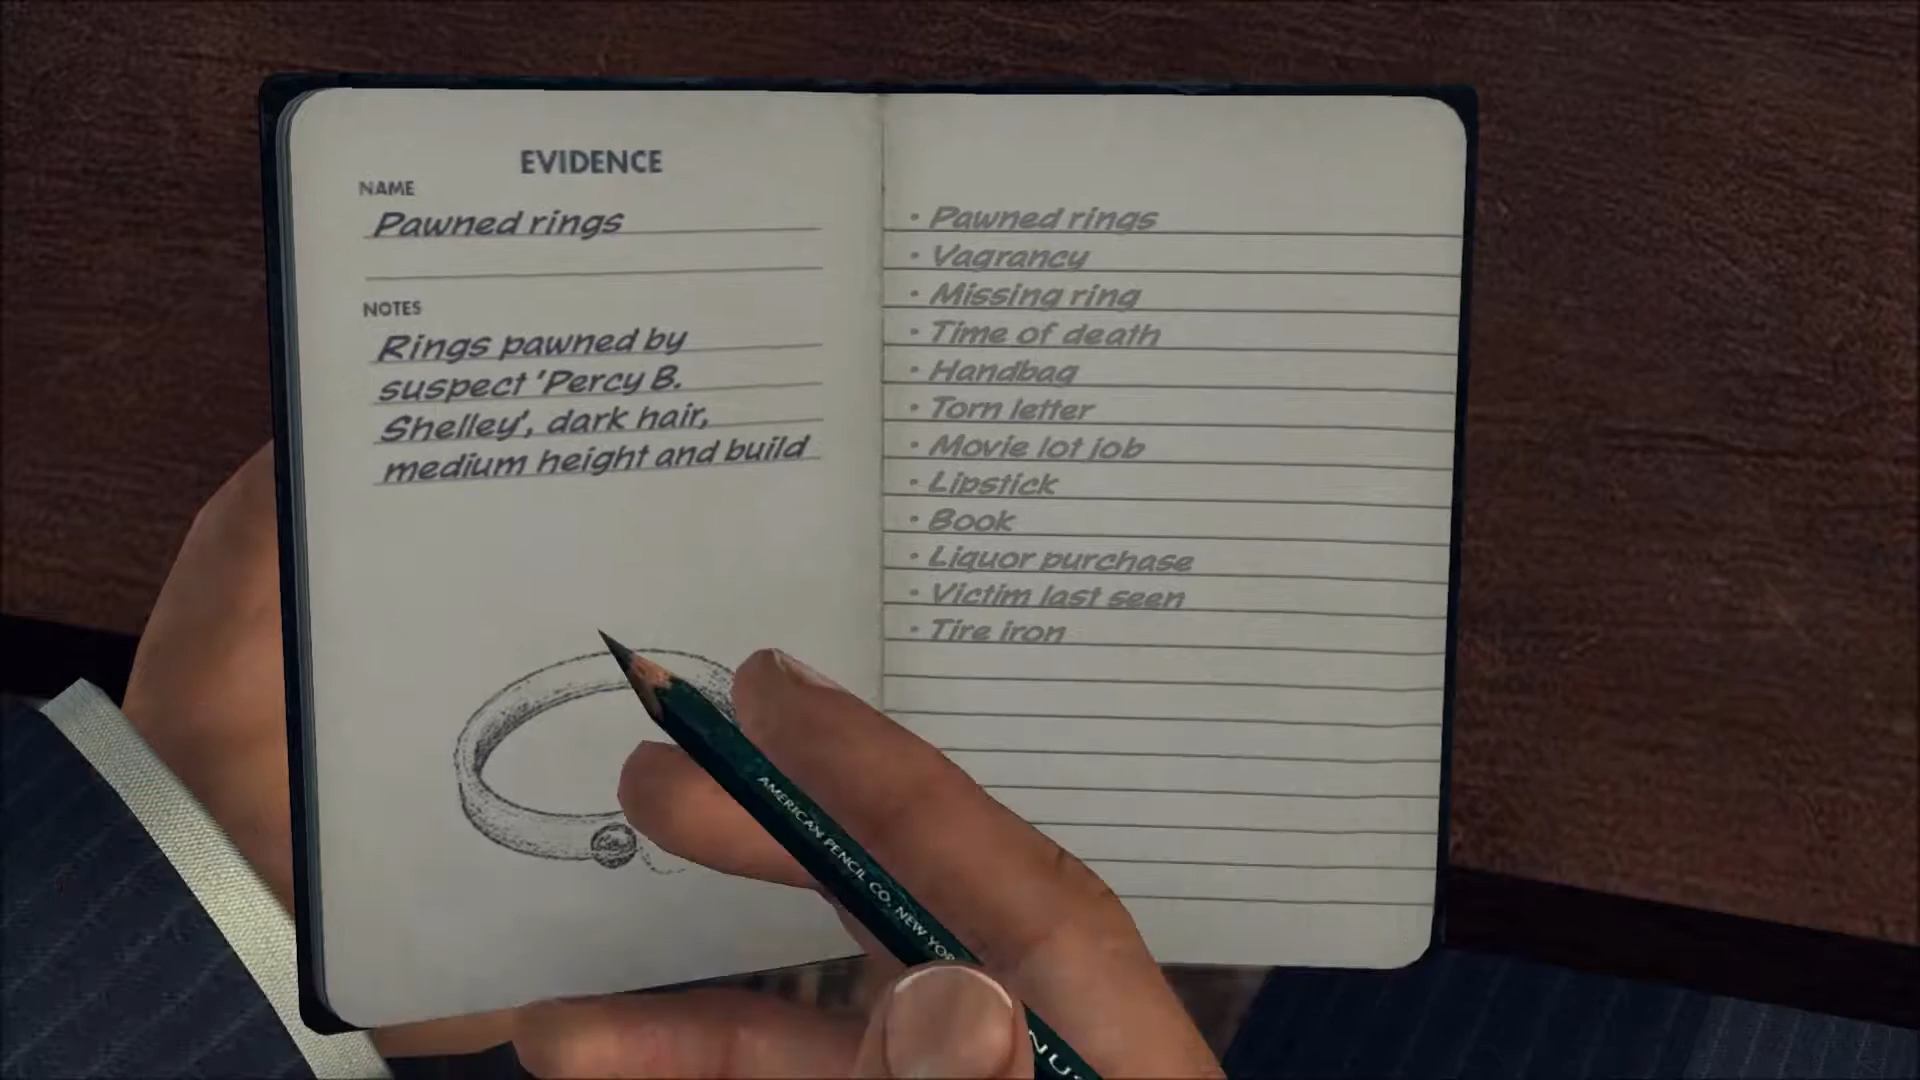 EVIDENCE
NAME
Pawned rings
NOTES
Rings pawned by
suspect 'Percy B.
Shelley', dark hair,
medium height and build
• Pawned rings
• Vagrancy
• Missing ring
• Time of death
• Handbag
• Torn letter
• Movie lot job
• Lipstick
• Book
• Liquor purchase
• Victim last seen
• Tire iron
AMERICAN PENCIL CO. NEW